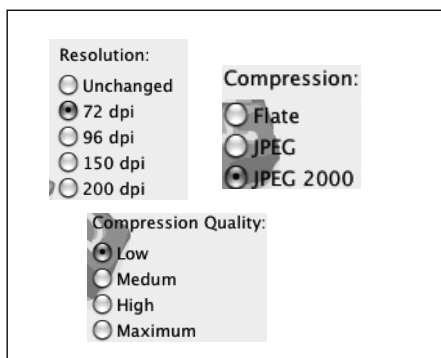 Resolution:
Unchanged
72 dpi
96 dpi
150 dpi
200 dpi
Compression:
Flate
JPEG
JPEG 2000
Compression Quality:
Low
Medum
High
Maximum